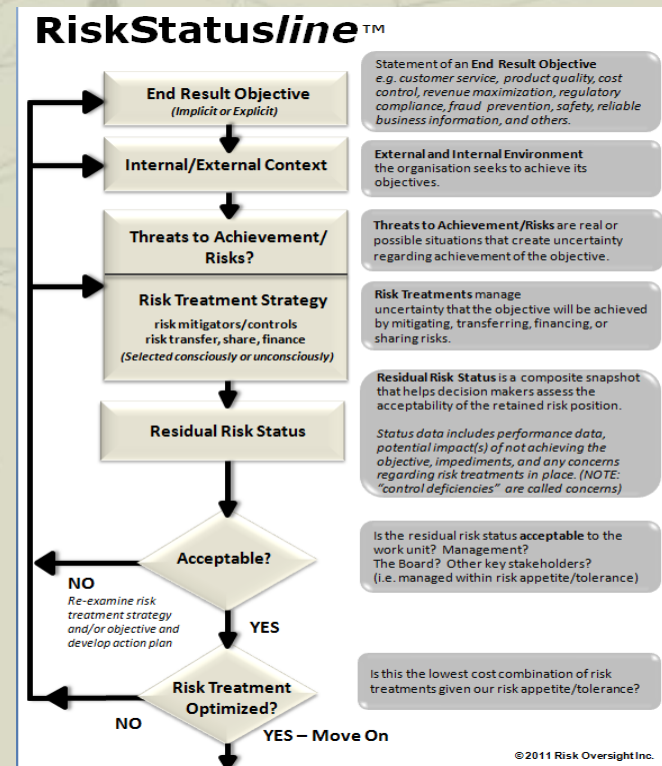 RiskStatusline™
End Result Objective
(Implicit or Explicit)
Statement of an End Result Objective
e.g. customer service, product quality, cost
control, revenue maximization, regulatory
compliance, fraud prevention, safety, reliable
business information, and others.
Internal/External Context
External and Internal Environment
the organisation seeks to achieve its
objectives.
Threats to Achievement/
Risks?
Threats to Achievement/Risks are real or
possible situations that create uncertainty
regarding achievement of the objective.
Risk Treatment Strategy
risk mitigators/controls
risk transfer, share, finance
(Selected consciously or unconsciously)
Risk Treatments manage
uncertainty that the objective will be achieved
by mitigating, transferring, financing, or
sharing risks.
Residual Risk Status
Residual Risk Status is a composite snapshot
that helps decision makers assess the
acceptability of the retained risk position.
Status data includes performance data,
potential impact(s) of not achieving the
objective, impediments, and any concerns
regarding risk treatments in place. (NOTE:
“control deficiencies” are called concerns)
Acceptable?
Is the residual risk status acceptable to the
work unit? Management?
The Board? Other key stakeholders?
(i.e. managed within risk appetite/tolerance)
NO
Re-examine risk
treatment strategy
and/or objective and
develop action plan
YES
Risk Treatment
Optimized?
Is this the lowest cost combination of risk
treatments given our risk appetite/tolerance?
NO
YES – Move On
© 2011 Risk Oversight Inc.